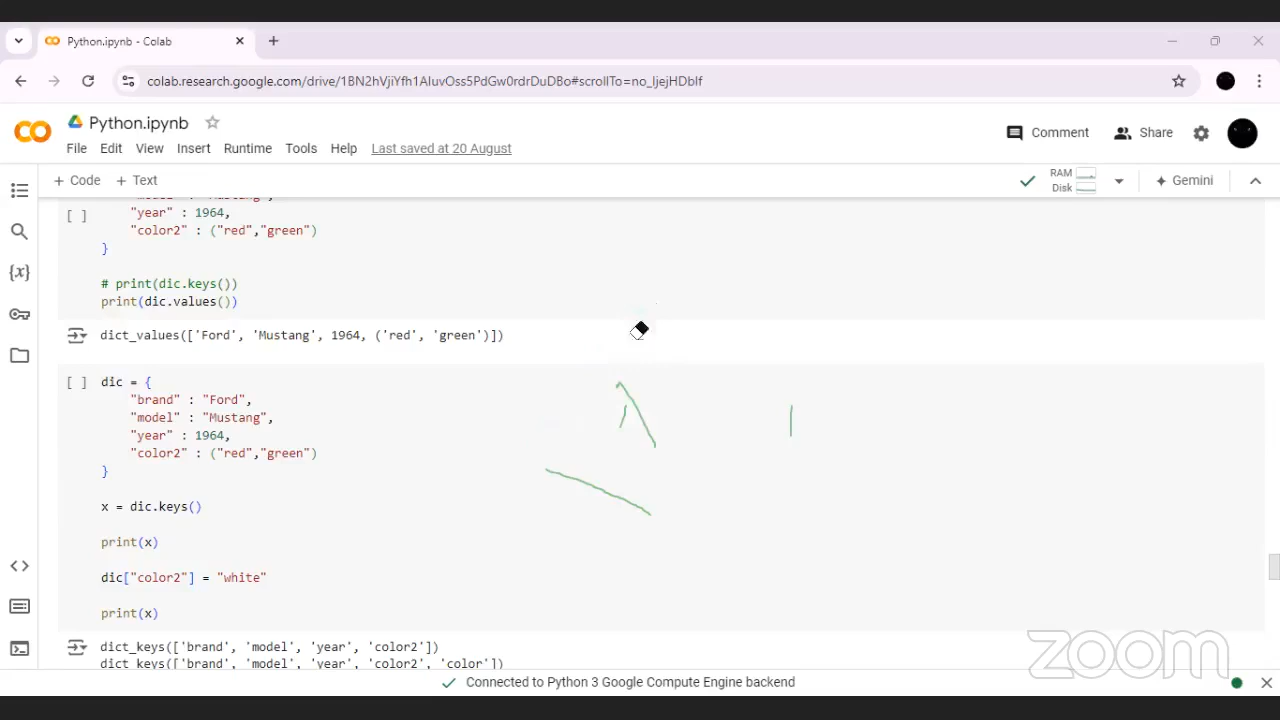 Python.ipynb - Colab
colab.research.google.com/drive/1BN2hVjiYfh1AIuvOss5PdGw0rdrDuDBo#scrollTo=no_IjejHDbIf
CO Python.ipynb
File Edit View Insert Runtime Tools Help Last saved at 20 August
Comment Share
+ Code + Text
RAM
Disk
Gemini
[ ] "year" : 1964,
"color2" : ("red","green")
}
# print(dic.keys())
print(dic.values())
dict_values(['Ford', 'Mustang', 1964, ('red', 'green')])
[ ] dic = {
"brand" : "Ford",
"model" : "Mustang",
"year" : 1964,
"color2" : ("red","green")
}
x = dic.keys()
print(x)
dic["color2"] = "white"
print(x)
dict_keys(['brand', 'model', 'year', 'color2'])
dict_keys(['brand', 'model', 'year', 'color2', 'color'])
zoom
Connected to Python 3 Google Compute Engine backend